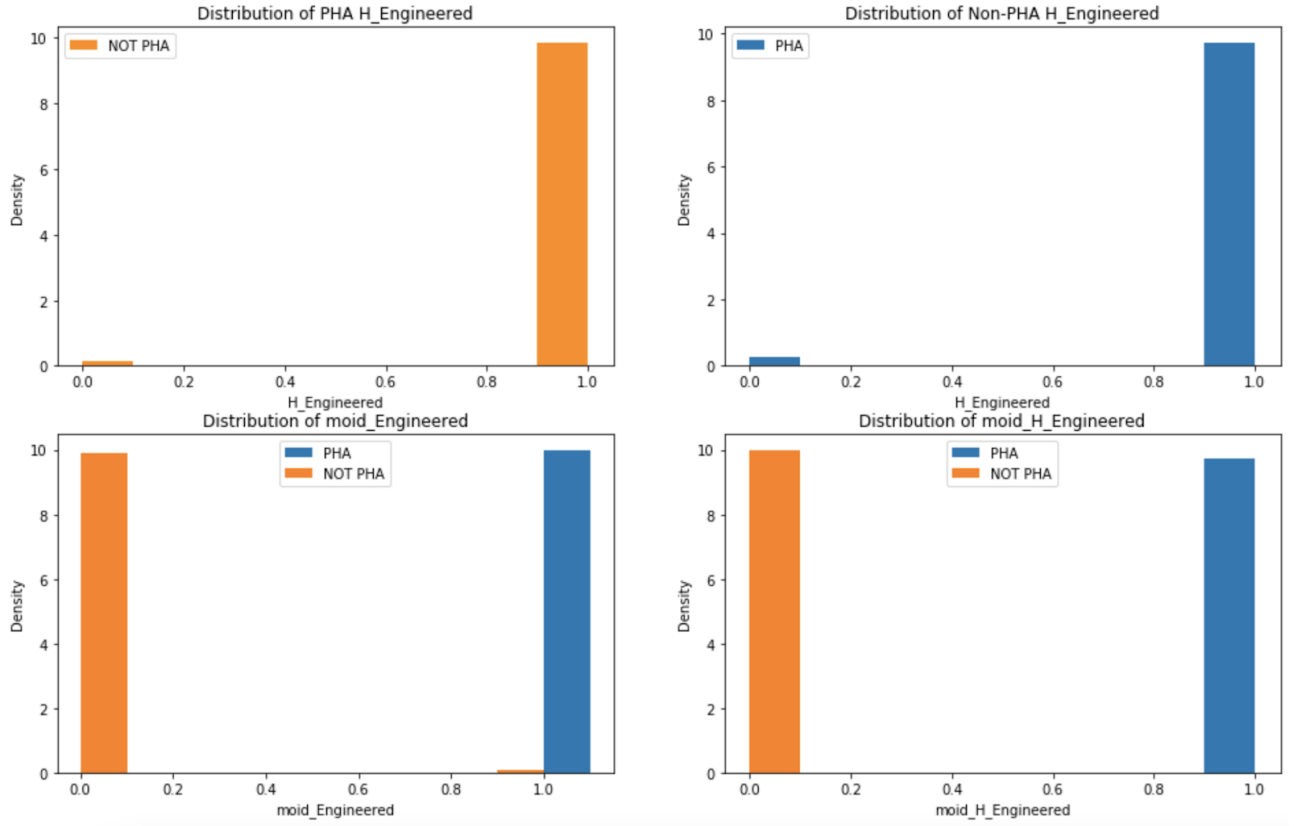 Distribution of PHA H_Engineered
NOT PHA
10
8
6
4
2
0
Density
0.0 0.2 0.4 0.6 0.8 1.0
H_Engineered
Distribution of Non-PHA H_Engineered
PHA
10
8
6
4
2
0
Density
0.0 0.2 0.4 0.6 0.8 1.0
H_Engineered
Distribution of moid_Engineered
PHA
NOT PHA
10
8
6
4
2
0
Density
0.0 0.2 0.4 0.6 0.8 1.0
moid_Engineered
Distribution of moid_H_Engineered
PHA
NOT PHA
10
8
6
4
2
0
Density
0.0 0.2 0.4 0.6 0.8 1.0
moid_H_Engineered